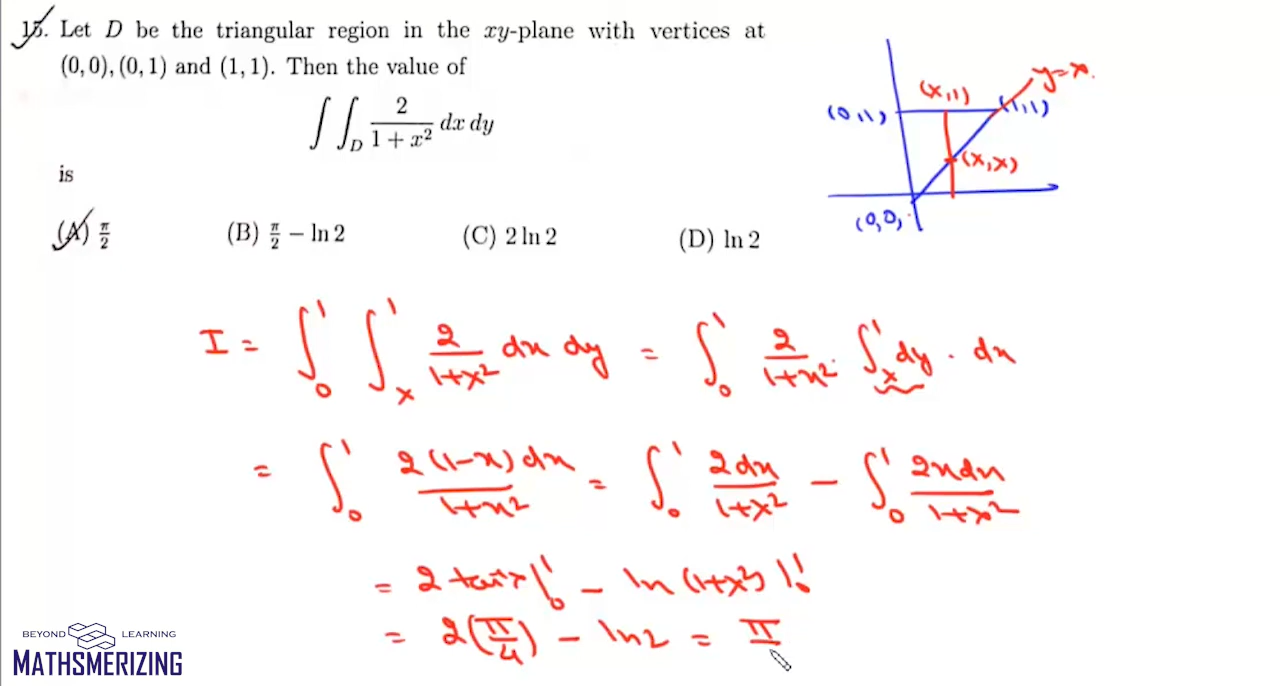 15. Let D be the triangular region in the xy-plane with vertices at
(0, 0), (0, 1) and (1, 1). Then the value of
∫∫_D 2/(1 + x²) dx dy
is
(A) π/2 (B) π/2 − ln 2 (C) 2 ln 2 (D) ln 2
y=x.
(x,1)
(0,1) (1,1)
(x,x)
(0,0)
I = ∫₀¹ ∫ₓ¹ 2/(1+x²) dx dy = ∫₀¹ 2/(1+x²) · ∫ₓ¹ dy · dx
= ∫₀¹ 2(1-x)dx/(1+x²) = ∫₀¹ 2dx/(1+x²) − ∫₀¹ 2xdx/(1+x²)
= 2 tan⁻¹x |₀¹ − ln(1+x²) |₀¹
= 2(π/4) − ln2 = π
BEYOND LEARNING
MATHSMERIZING